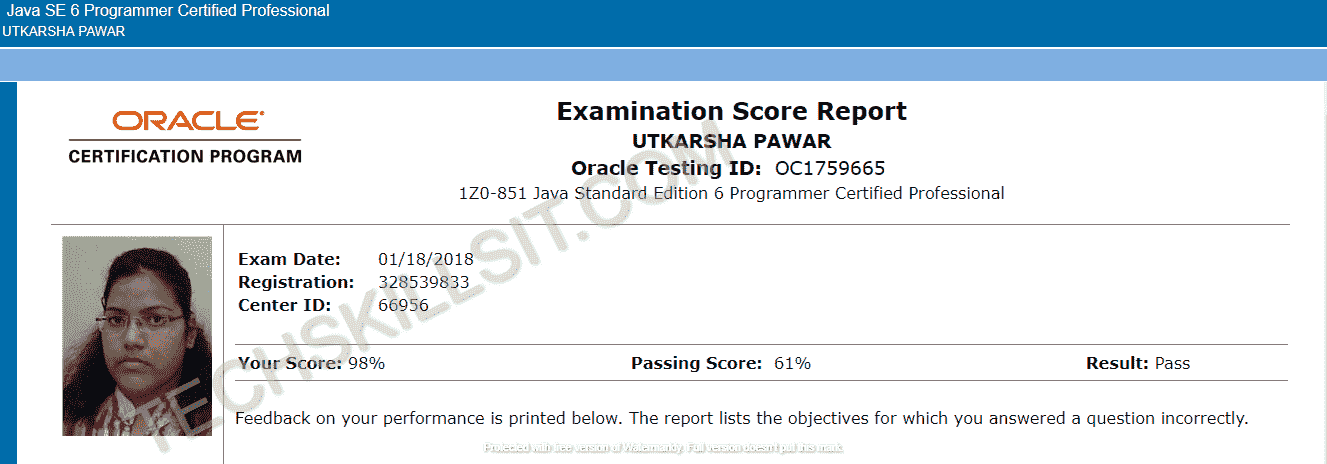 Java SE 6 Programmer Certified Professional
UTKARSHA PAWAR
ORACLE
CERTIFICATION PROGRAM
Examination Score Report
UTKARSHA PAWAR
Oracle Testing ID: OC1759665
1Z0-851 Java Standard Edition 6 Programmer Certified Professional
Exam Date: 01/18/2018
Registration: 328539833
Center ID: 66956
Your Score: 98% Passing Score: 61% Result: Pass
Feedback on your performance is printed below. The report lists the objectives for which you answered a question incorrectly.
TECHSKILLSIT.COM
Protected with free version of Watermarkly. Full version doesn't put this mark.